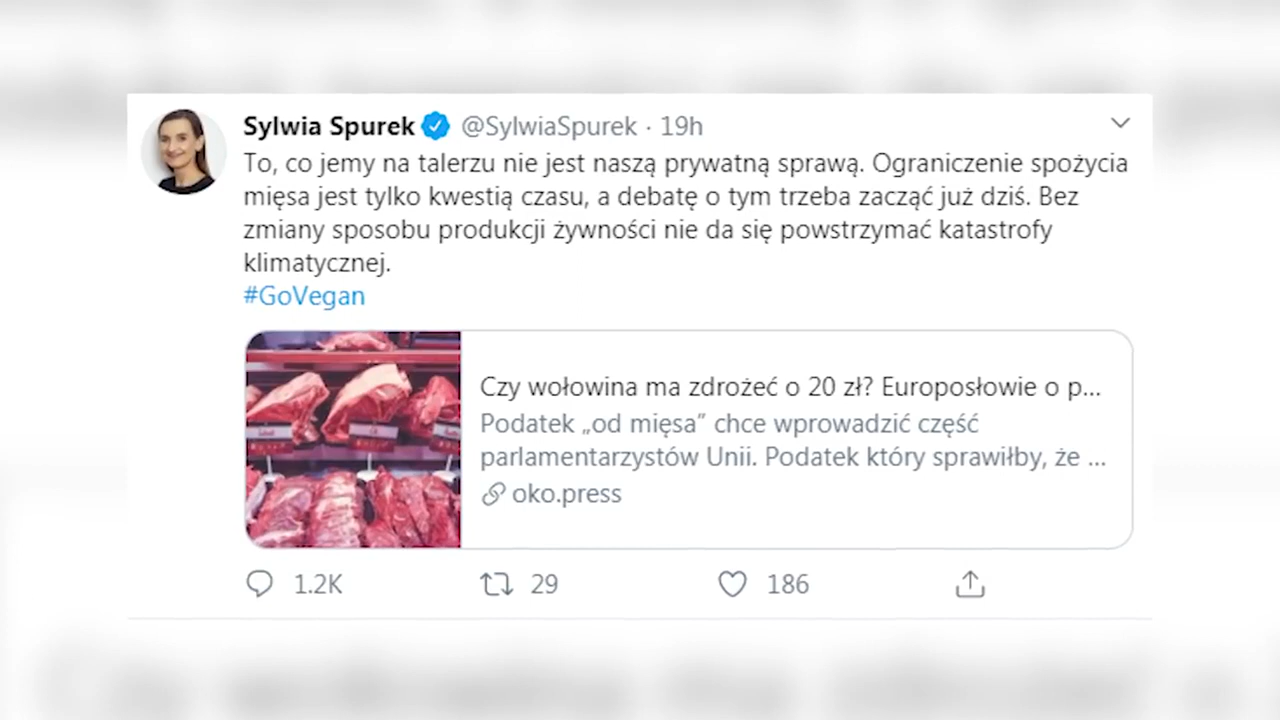 Sylwia Spurek @SylwiaSpurek · 19h
To, co jemy na talerzu nie jest naszą prywatną sprawą. Ograniczenie spożycia
mięsa jest tylko kwestią czasu, a debatę o tym trzeba zacząć już dziś. Bez
zmiany sposobu produkcji żywności nie da się powstrzymać katastrofy
klimatycznej.
#GoVegan
Czy wołowina ma zdrożeć o 20 zł? Europosłowie o p...
Podatek „od mięsa” chce wprowadzić część
parlamentarzystów Unii. Podatek który sprawiłby, że ...
oko.press
1.2K 29 186